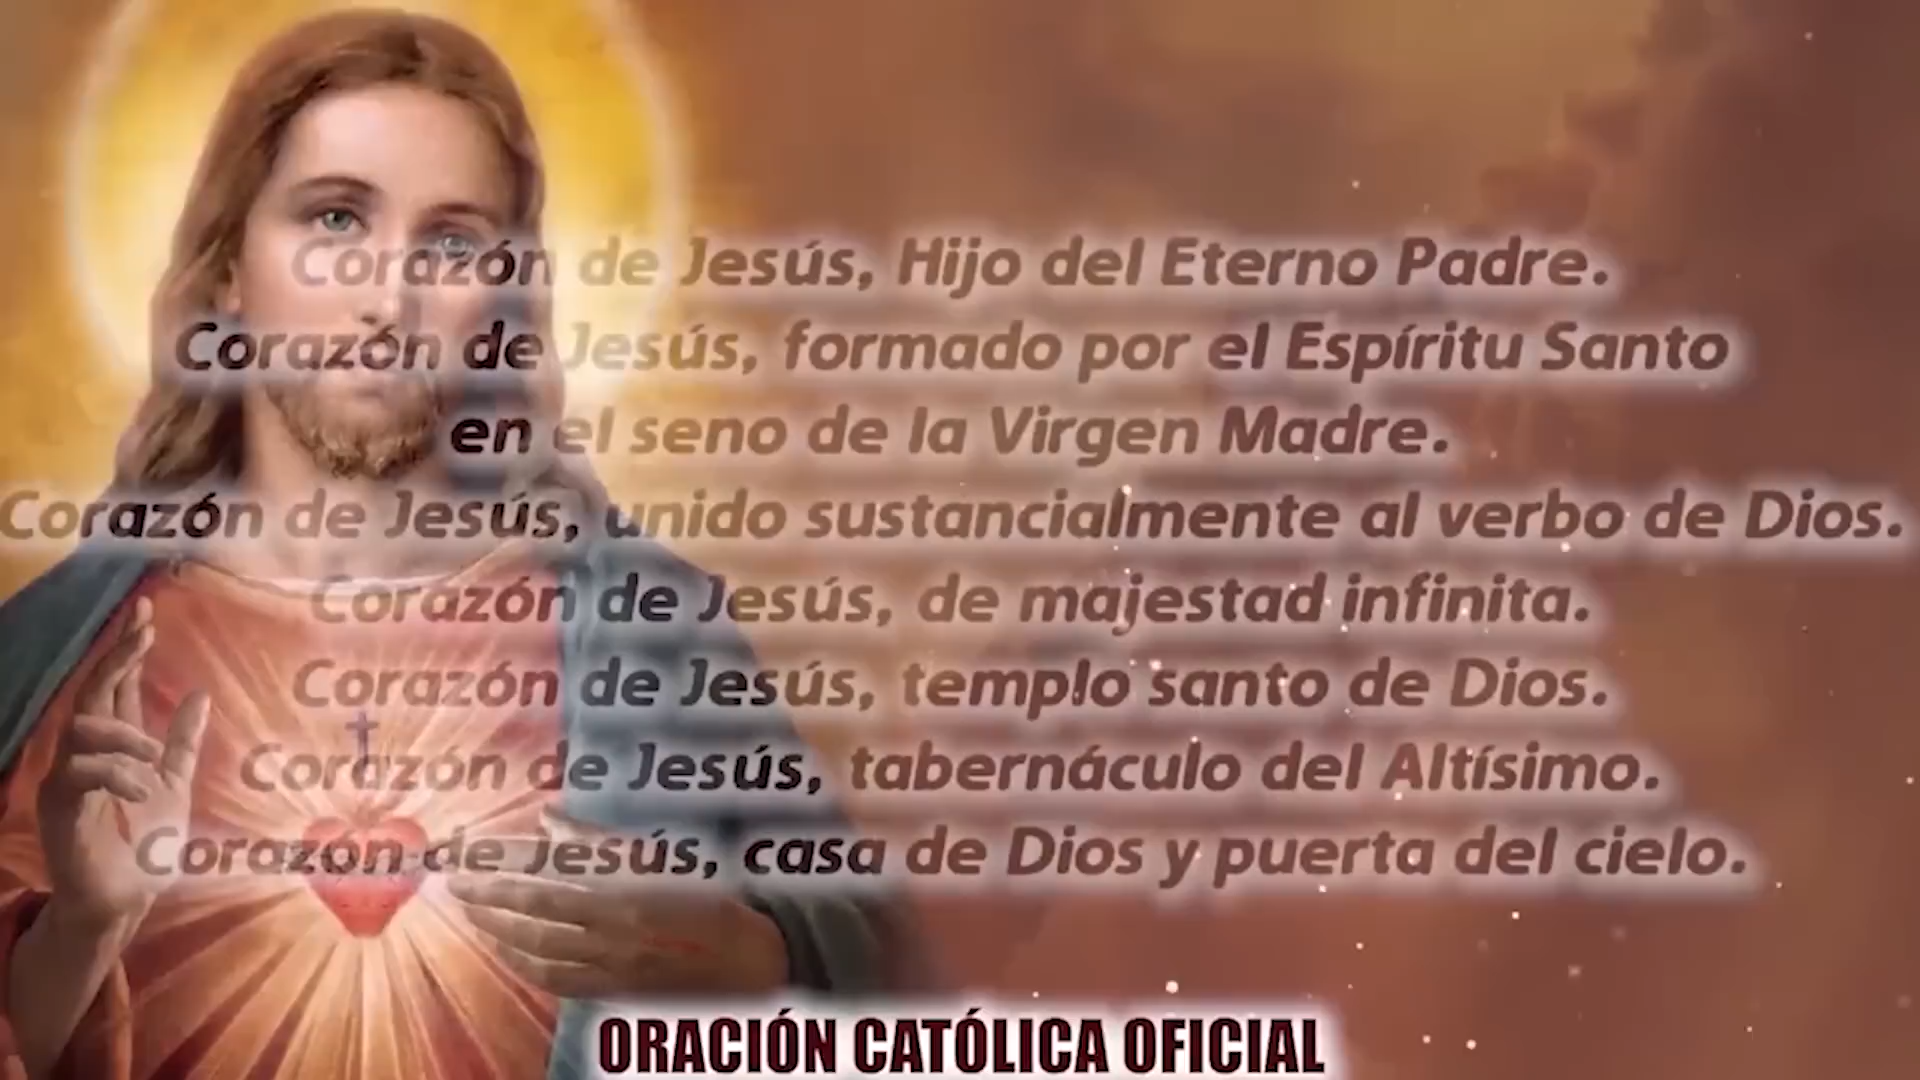 Corazón de Jesús, Hijo del Eterno Padre.
Corazón de Jesús, formado por el Espíritu Santo
en el seno de la Virgen Madre.
Corazón de Jesús, unido sustancialmente al verbo de Dios.
Corazón de Jesús, de majestad infinita.
Corazón de Jesús, templo santo de Dios.
Corazón de Jesús, tabernáculo del Altísimo.
Corazón de Jesús, casa de Dios y puerta del cielo.
ORACIÓN CATÓLICA OFICIAL